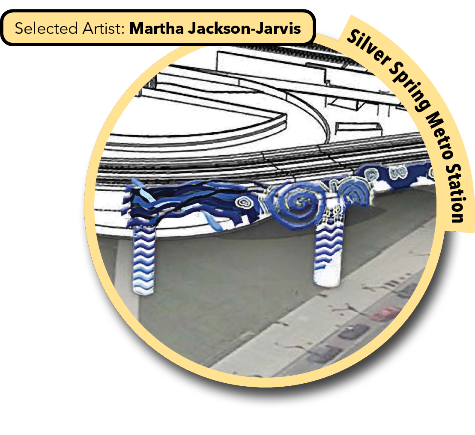 Selected Artist: Martha Jackson-Jarvis
Silver Spring Metro Station